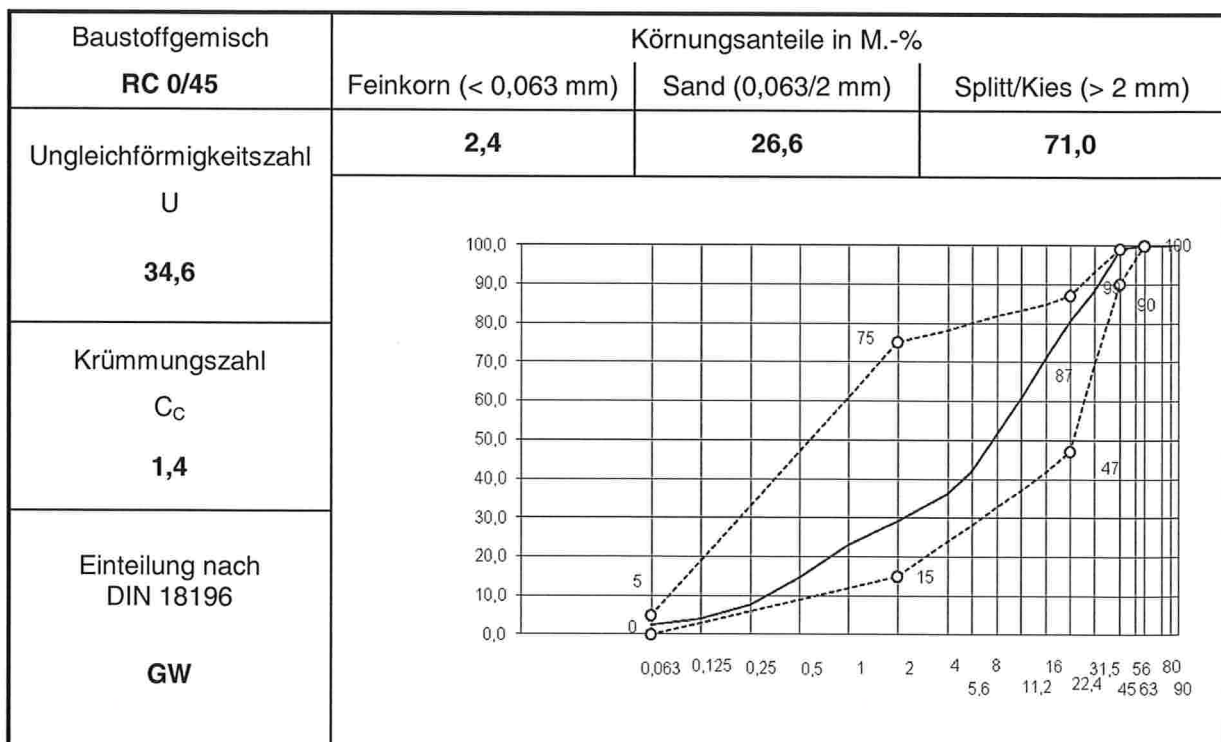 Baustoffgemisch
RC 0/45
Körnungsanteile in M.-%
Feinkorn (< 0,063 mm)
Sand (0,063/2 mm)
Splitt/Kies (> 2 mm)
2,4
26,6
71,0
Ungleichförmigkeitszahl
U
34,6
Krümmungszahl
C_C
1,4
Einteilung nach
DIN 18196
GW
100,0
90,0
80,0
70,0
60,0
50,0
40,0
30,0
20,0
10,0
0,0
5
0
75
15
87
47
90
100
0,063 0,125 0,25 0,5 1 2 4 8 16 31,5 56 80
5,6 11,2 22,4 45 63 90